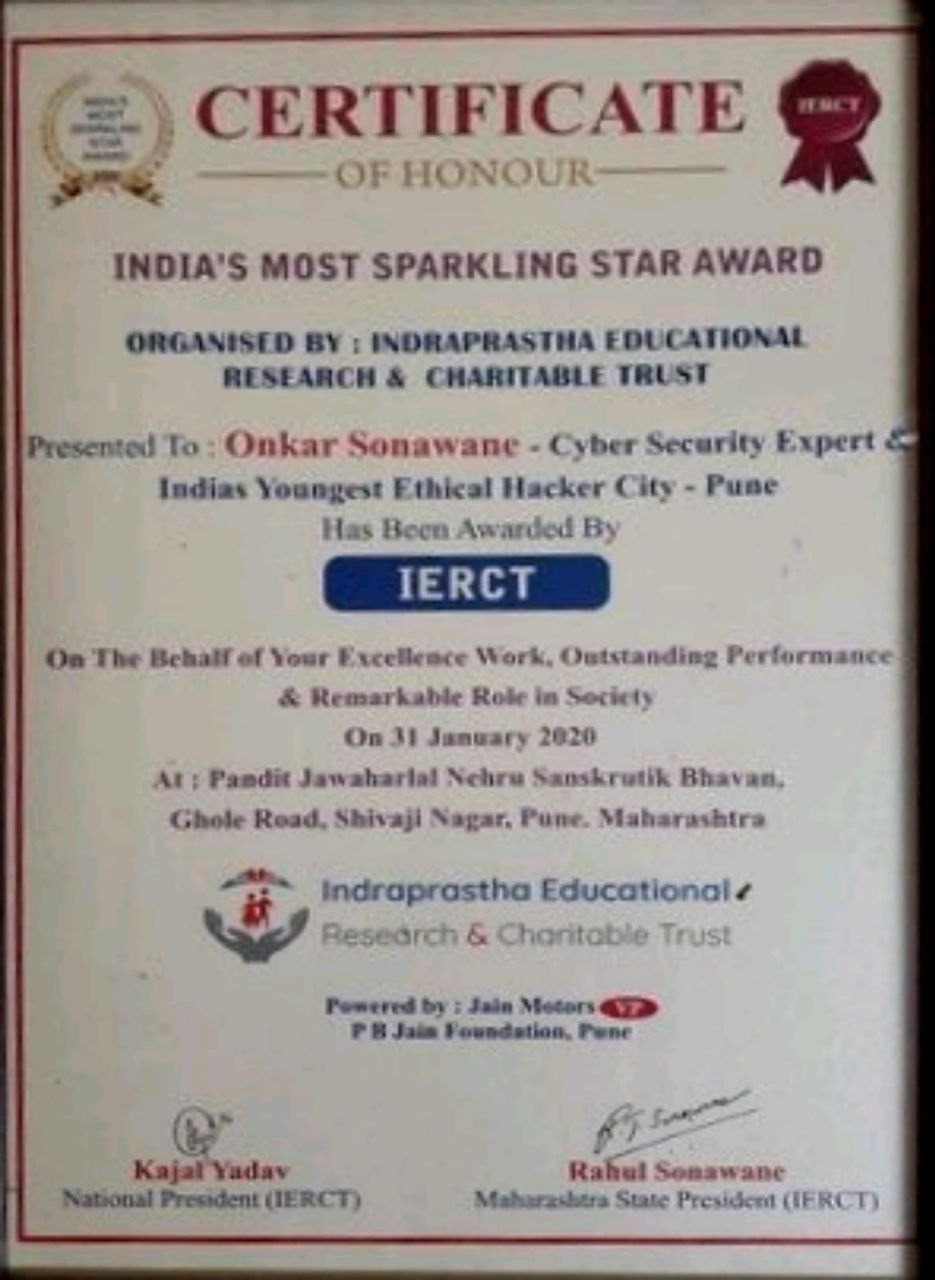 INDIA'S
MOST
SPARKLING
STAR
AWARD
CERTIFICATE
IERCT
OF HONOUR
INDIA'S MOST SPARKLING STAR AWARD
ORGANISED BY : INDRAPRASTHA EDUCATIONAL
RESEARCH & CHARITABLE TRUST
Presented To : Onkar Sonawane - Cyber Security Expert &
Indias Youngest Ethical Hacker City - Pune
Has Been Awarded By
IERCT
On The Behalf of Your Excellence Work, Outstanding Performance
& Remarkable Role in Society
On 31 January 2020
At : Pandit Jawaharlal Nehru Sanskrutik Bhavan,
Ghole Road, Shivaji Nagar, Pune. Maharashtra
Indraprastha Educational
Research & Charitable Trust
Powered by : Jain Motors VP
P B Jain Foundation, Pune
Kajal Yadav
National President (IERCT)
Rahul Sonawane
Maharashtra State President (IERCT)